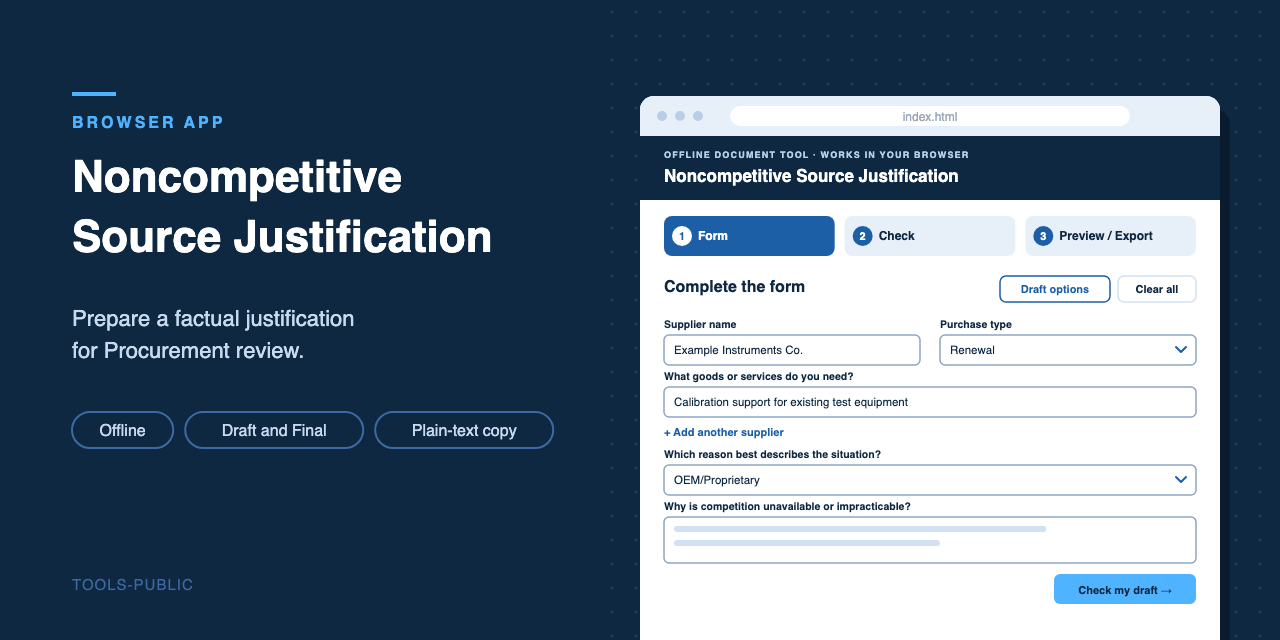 BROWSER APP
Noncompetitive
Source Justification
Prepare a factual justification
for Procurement review.
Offline
Draft and Final
Plain-text copy
TOOLS-PUBLIC
index.html
OFFLINE DOCUMENT TOOL · WORKS IN YOUR BROWSER
Noncompetitive Source Justification
1 Form
2 Check
3 Preview / Export
Complete the form
Draft options
Clear all
Supplier name
Purchase type
Example Instruments Co.
Renewal
What goods or services do you need?
Calibration support for existing test equipment
+ Add another supplier
Which reason best describes the situation?
OEM/Proprietary
Why is competition unavailable or impracticable?
Check my draft →